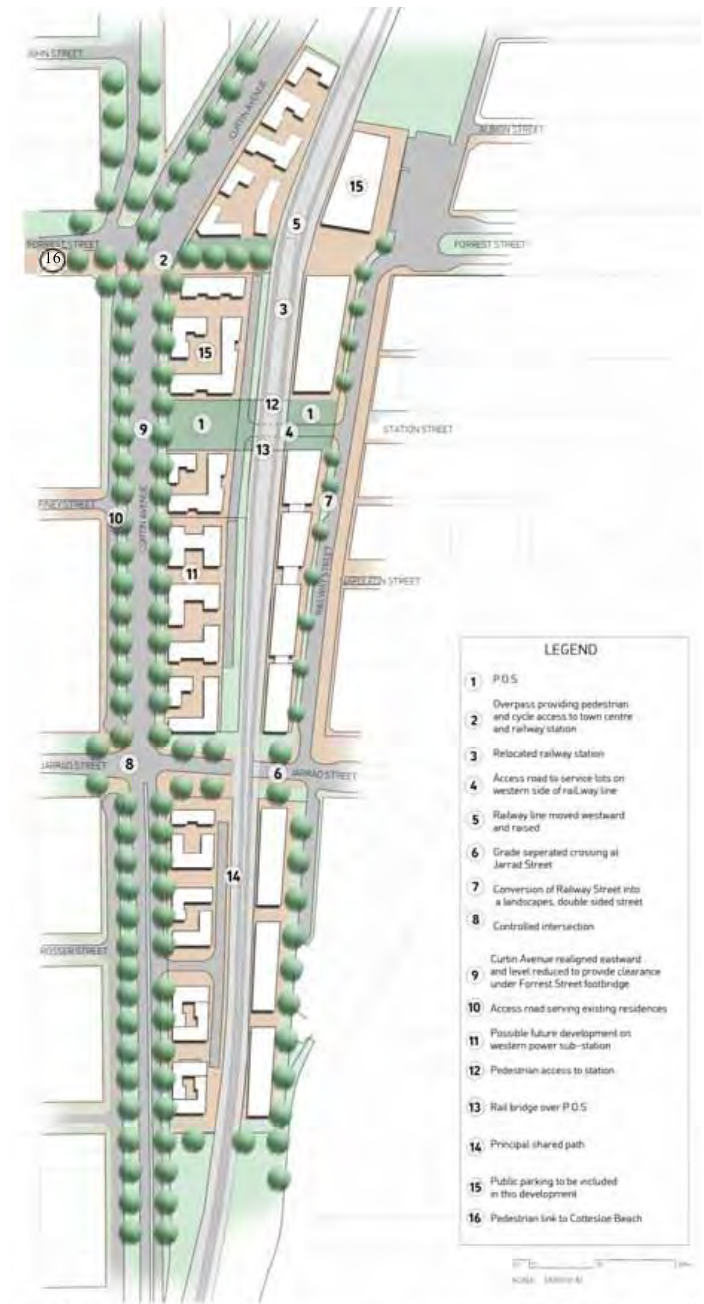 JOHN STREET
CURTIN AVENUE
ALBION STREET
15
5
FORREST STREET
16
2
FORREST STREET
3
15
12
1
1
9
4
STATION STREET
13
7
10
CURTIN AVENUE
11
RAILWAY STREET
NAPOLEON STREET
JARRAD STREET
8
6
JARRAD STREET
14
ROSSER STREET
LEGEND
1 P.O.S
2 Overpass providing pedestrian
and cycle access to town centre
and railway station
3 Relocated railway station
4 Access road to service lots on
western side of rail.way line
5 Railway line moved westward
and raised
6 Grade seperated crossing at
Jarrad Street
7 Conversion of Railway Street into
a landscapes, double sided street
8 Controlled intersection
9 Curtin Avenue realigned eastward
and level reduced to provide clearance
under Forrest Street footbridge
10 Access road serving existing residences
11 Possible future development on
western power sub-station
12 Pedestrian access to station
13 Rail bridge over P.O.S
14 Principal shared path
15 Public parking to be included
in this development
16 Pedestrian link to Cottesloe Beach
SCALE